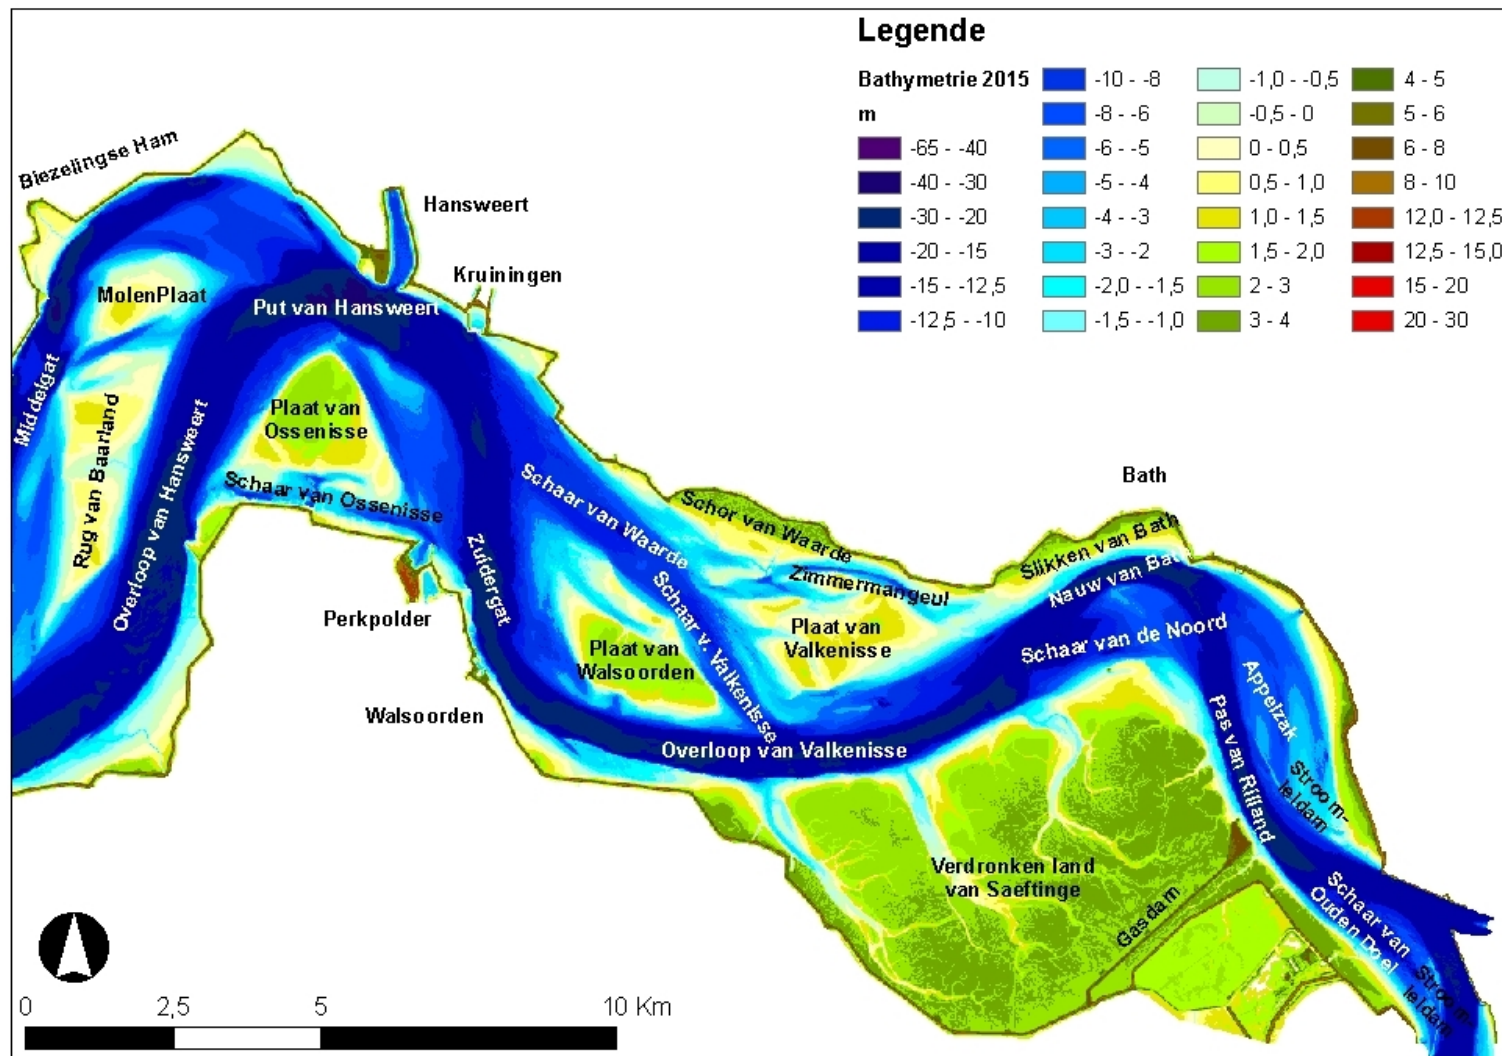 Legende
Bathymetrie 2015
m
-65 - -40
-40 - -30
-30 - -20
-20 - -15
-15 - -12,5
-12,5 - -10
-10 - -8
-8 - -6
-6 - -5
-5 - -4
-4 - -3
-3 - -2
-2,0 - -1,5
-1,5 - -1,0
-1,0 - -0,5
-0,5 - 0
0 - 0,5
0,5 - 1,0
1,0 - 1,5
1,5 - 2,0
2 - 3
3 - 4
4 - 5
5 - 6
6 - 8
8 - 10
12,0 - 12,5
12,5 - 15,0
15 - 20
20 - 30
Biezelingse Ham
Hansweert
Kruiningen
MolenPlaat
Put van Hansweert
Middelgat
Rug van Baarland
Overloop van Hansweert
Plaat van
Ossenisse
Schaar van Ossenisse
Zuidergat
Perkpolder
Walsoorden
Schaar van Waarde
Schor van Waarde
Zimmermangeul
Schaar v. Valkenisse
Plaat van
Walsoorden
Plaat van
Valkenisse
Overloop van Valkenisse
Bath
Slikken van Bath
Nauw van Bath
Schaar van de Noord
Appelzak
Pas van Rilland
Stroom-
leidam
Verdronken land
van Saeftinge
Gasdam
Schaar van
Ouden Doel
Stroom-
leidam
0
2,5
5
10 Km